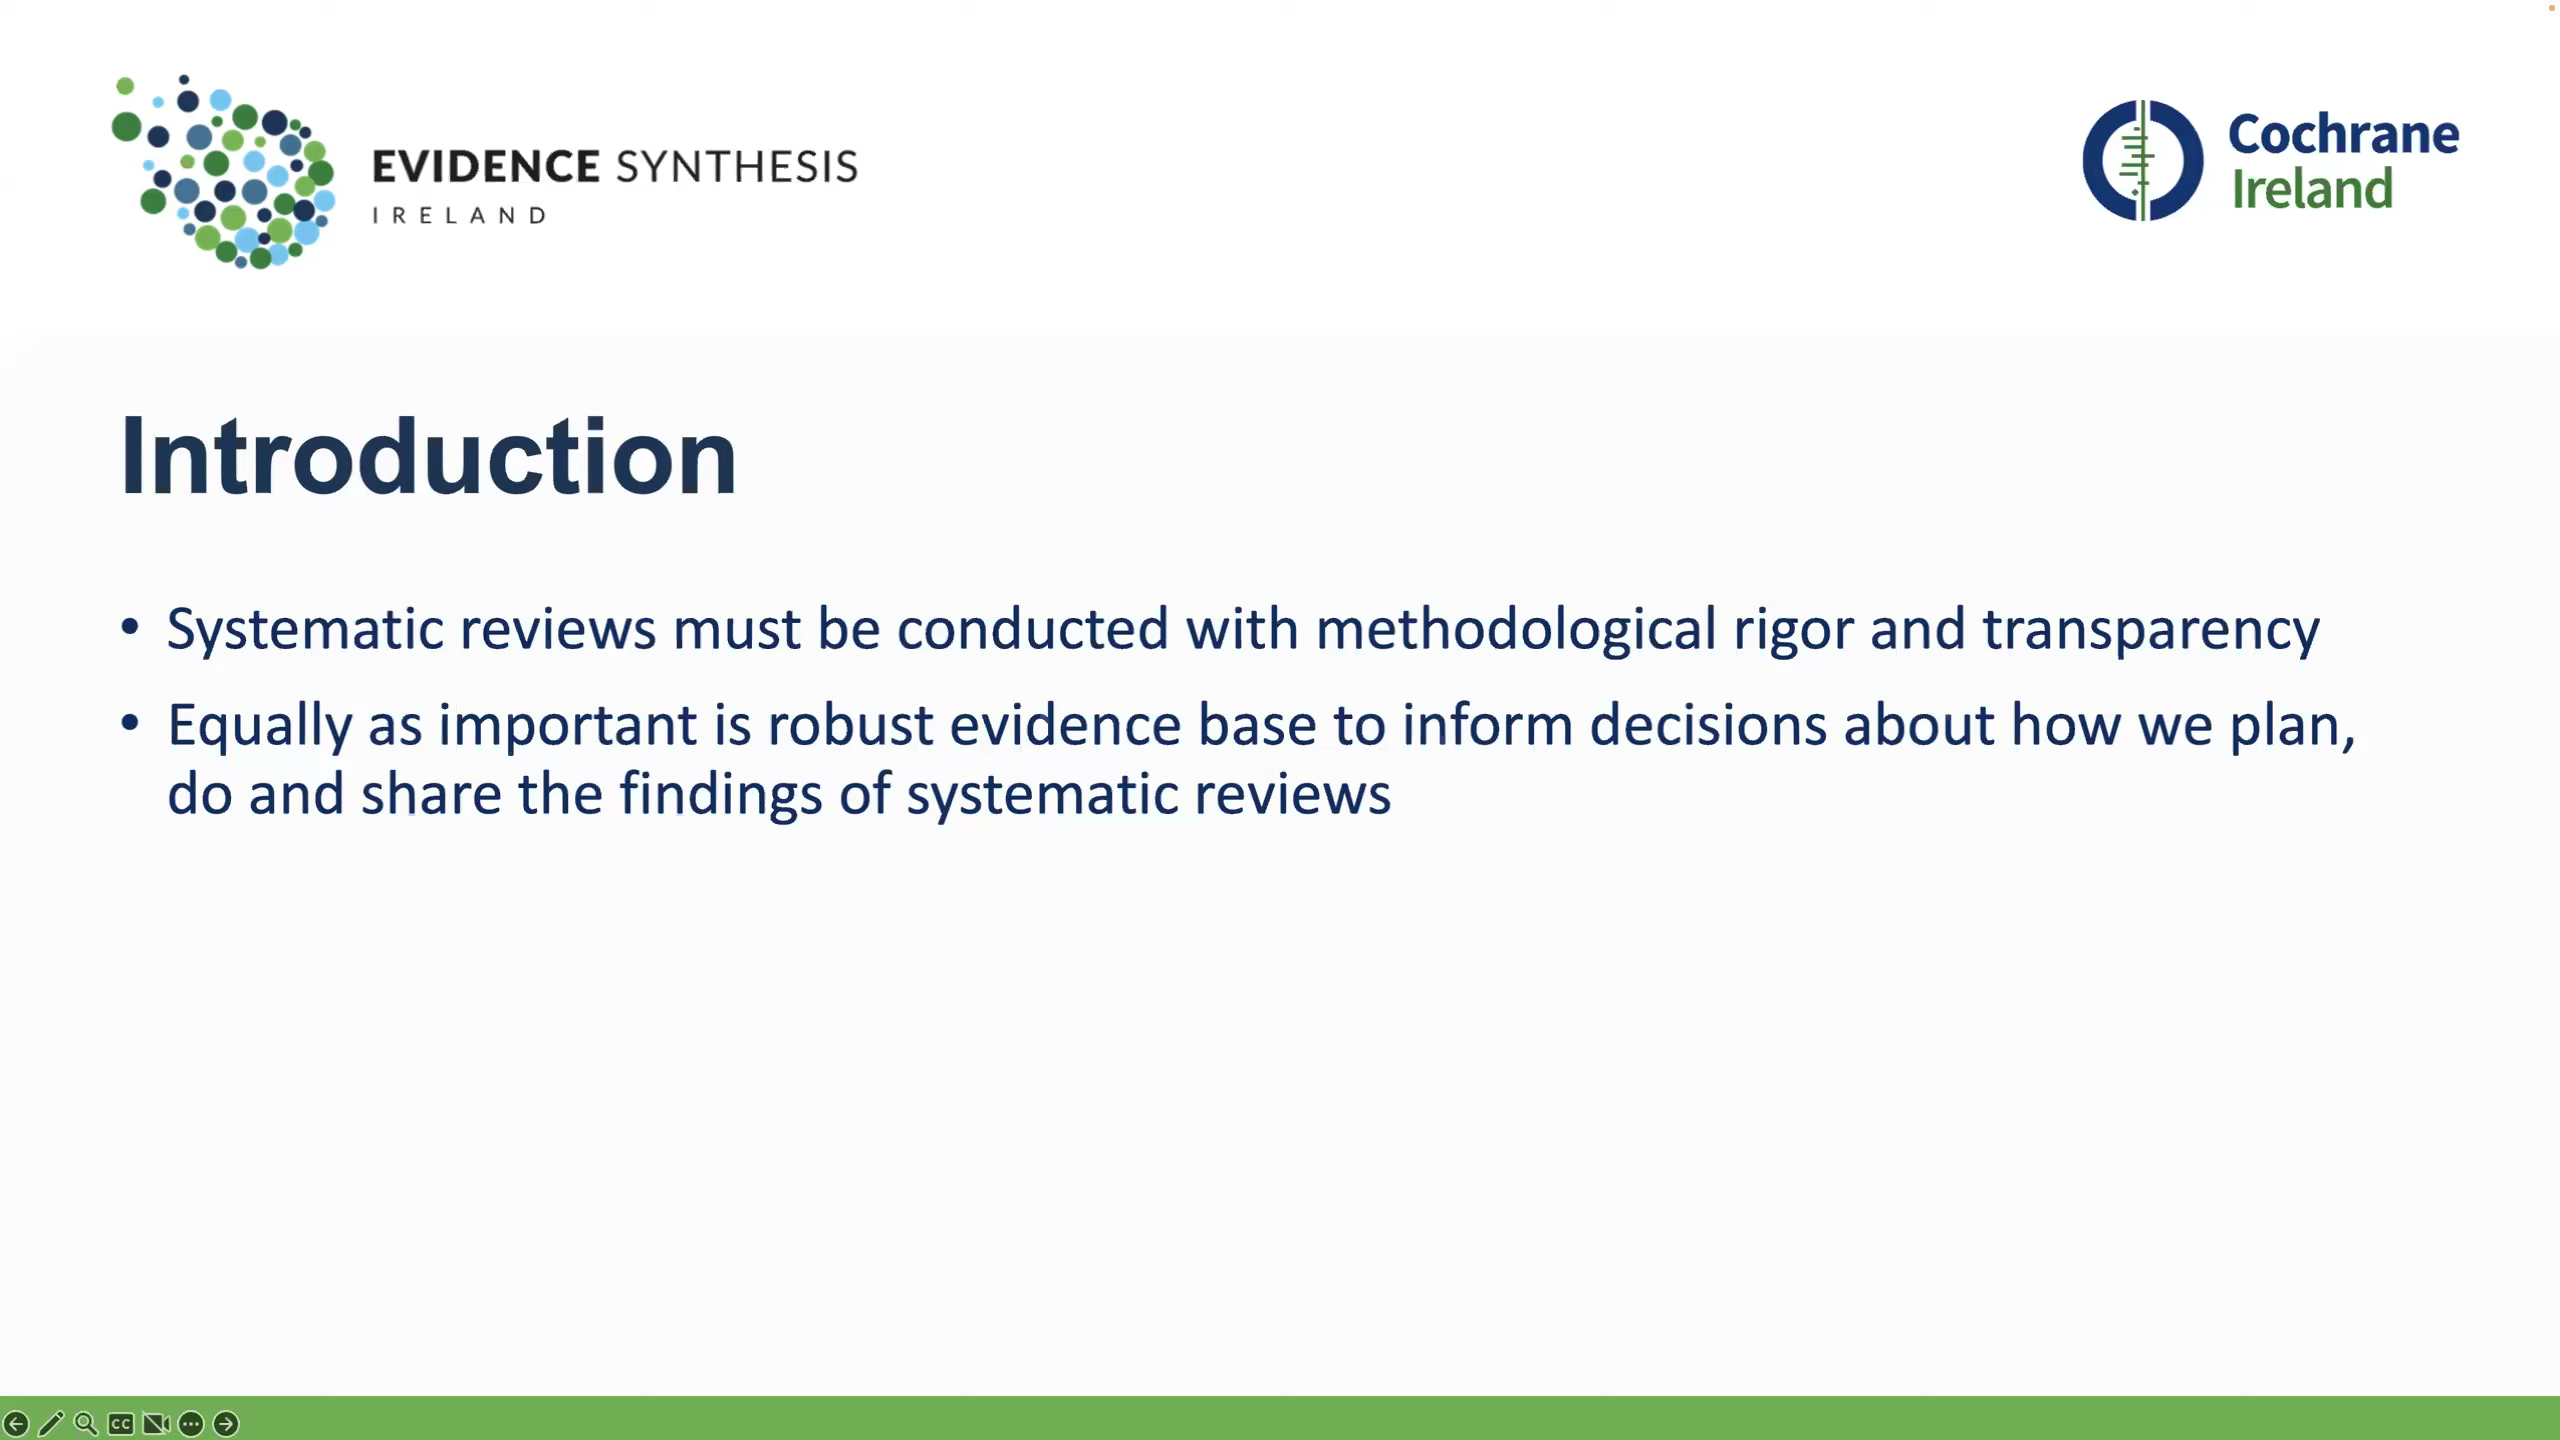 EVIDENCE SYNTHESIS
IRELAND
Cochrane
Ireland
Introduction
• Systematic reviews must be conducted with methodological rigor and transparency
• Equally as important is robust evidence base to inform decisions about how we plan,
do and share the findings of systematic reviews
CC